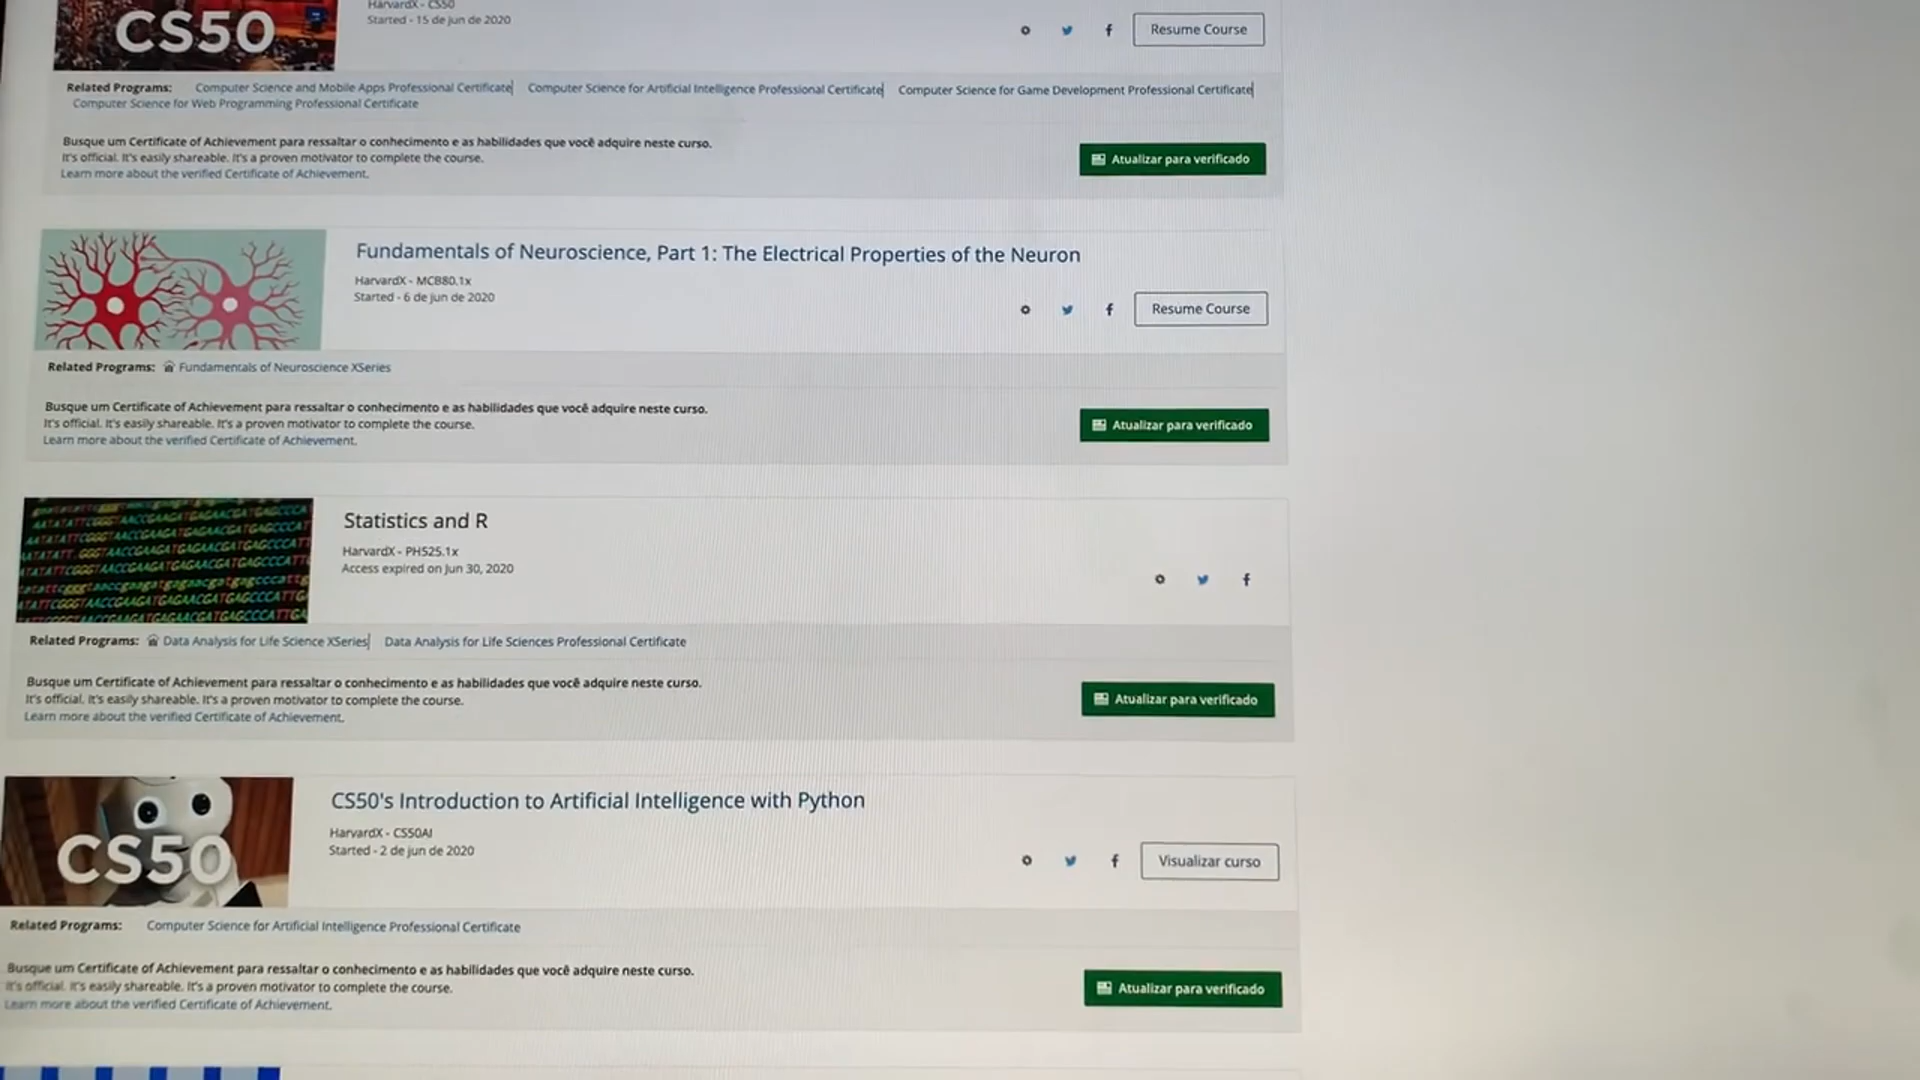 CS50
HarvardX - CS50
Started - 15 de jun de 2020
Resume Course
Related Programs: Computer Science and Mobile Apps Professional Certificate Computer Science for Artificial Intelligence Professional Certificate Computer Science for Game Development Professional Certificate
Computer Science for Web Programming Professional Certificate
Busque um Certificate of Achievement para ressaltar o conhecimento e as habilidades que você adquire neste curso.
It's official. It's easily shareable. It's a proven motivator to complete the course.
Learn more about the verified Certificate of Achievement.
Atualizar para verificado
Fundamentals of Neuroscience, Part 1: The Electrical Properties of the Neuron
HarvardX - MCB80.1x
Started - 6 de jun de 2020
Resume Course
Related Programs: Fundamentals of Neuroscience XSeries
Busque um Certificate of Achievement para ressaltar o conhecimento e as habilidades que você adquire neste curso.
It's official. It's easily shareable. It's a proven motivator to complete the course.
Learn more about the verified Certificate of Achievement.
Atualizar para verificado
Statistics and R
HarvardX - PH525.1x
Access expired on Jun 30, 2020
Related Programs: Data Analysis for Life Science XSeries Data Analysis for Life Sciences Professional Certificate
Busque um Certificate of Achievement para ressaltar o conhecimento e as habilidades que você adquire neste curso.
It's official. It's easily shareable. It's a proven motivator to complete the course.
Learn more about the verified Certificate of Achievement.
Atualizar para verificado
CS50
CS50's Introduction to Artificial Intelligence with Python
HarvardX - CS50AI
Started - 2 de jun de 2020
Visualizar curso
Related Programs: Computer Science for Artificial Intelligence Professional Certificate
Busque um Certificate of Achievement para ressaltar o conhecimento e as habilidades que você adquire neste curso.
It's official. It's easily shareable. It's a proven motivator to complete the course.
Learn more about the verified Certificate of Achievement.
Atualizar para verificado